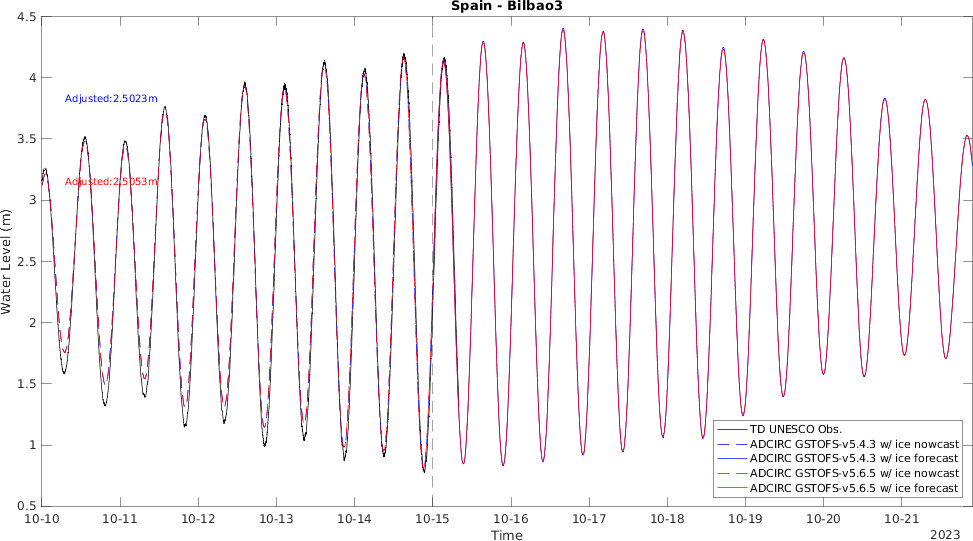 Spain - Bilbao3
4.5
4
3.5
3
2.5
2
1.5
1
0.5
Water Level (m)
Adjusted:2.5023m
Adjusted:2.5053m
TD UNESCO Obs.
ADCIRC GSTOFS-v5.4.3 w/ ice nowcast
ADCIRC GSTOFS-v5.4.3 w/ ice forecast
ADCIRC GSTOFS-v5.6.5 w/ ice nowcast
ADCIRC GSTOFS-v5.6.5 w/ ice forecast
10-10 10-11 10-12 10-13 10-14 10-15 10-16 10-17 10-18 10-19 10-20 10-21
Time
2023